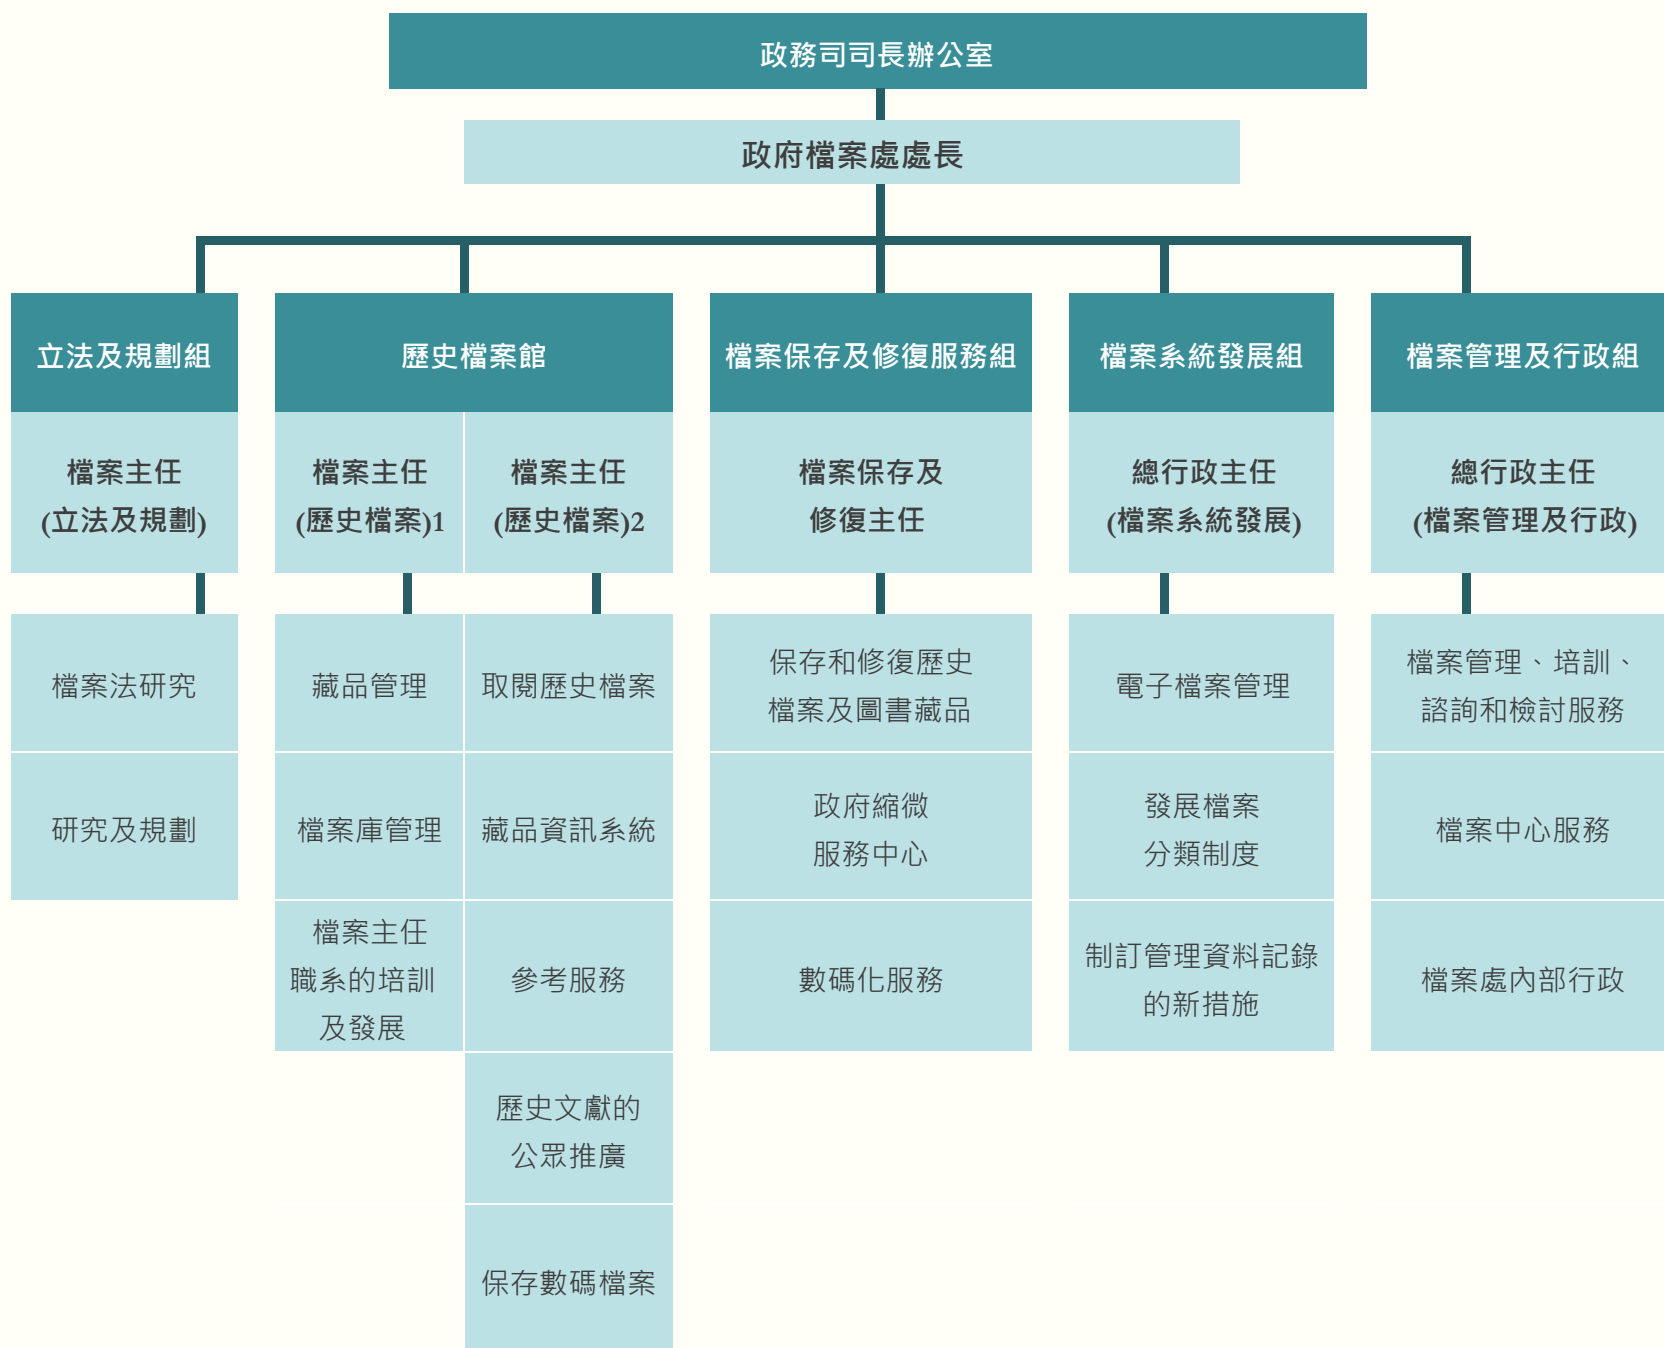 政務司司長辦公室
政府檔案處處長
立法及規劃組
歷史檔案館
檔案保存及修復服務組
檔案系統發展組
檔案管理及行政組
檔案主任
(立法及規劃)
檔案主任
(歷史檔案)1
檔案主任
(歷史檔案)2
檔案保存及
修復主任
總行政主任
(檔案系統發展)
總行政主任
(檔案管理及行政)
檔案法研究
藏品管理
取閱歷史檔案
保存和修復歷史
檔案及圖書藏品
電子檔案管理
檔案管理、培訓、
諮詢和檢討服務
研究及規劃
檔案庫管理
藏品資訊系統
政府縮微
服務中心
發展檔案
分類制度
檔案中心服務
檔案主任
職系的培訓
及發展
參考服務
數碼化服務
制訂管理資料記錄
的新措施
檔案處內部行政
歷史文獻的
公眾推廣
保存數碼檔案